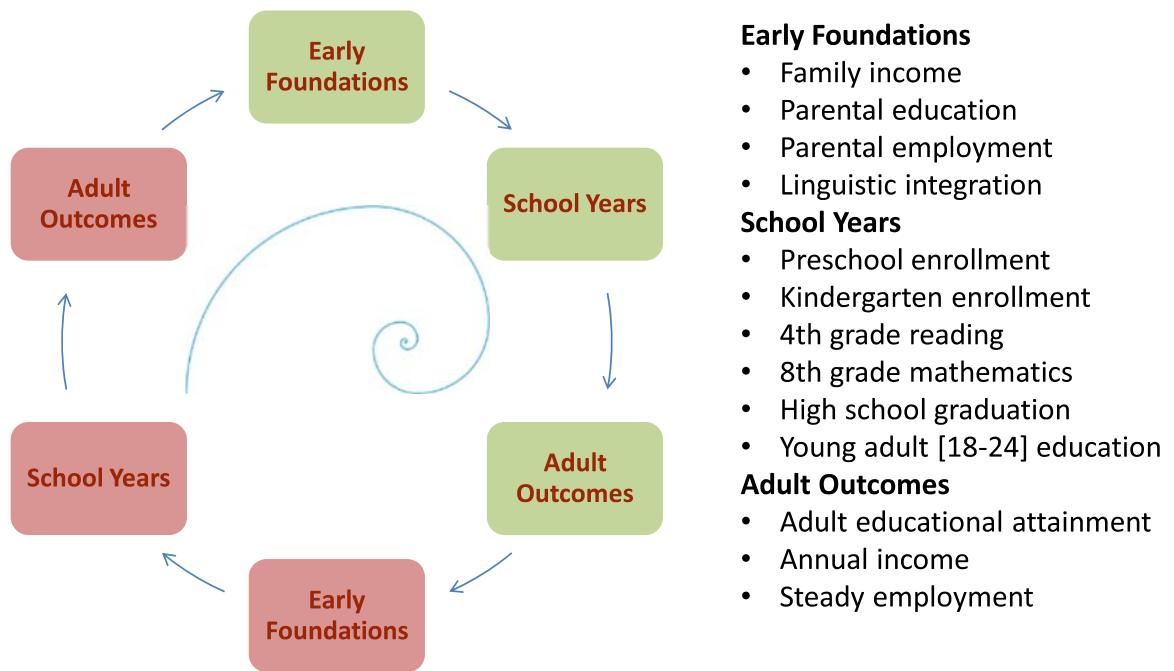 Early
Foundations
School Years
Adult
Outcomes
Early
Foundations
School Years
Adult
Outcomes
Early Foundations
• Family income
• Parental education
• Parental employment
• Linguistic integration
School Years
• Preschool enrollment
• Kindergarten enrollment
• 4th grade reading
• 8th grade mathematics
• High school graduation
• Young adult [18-24] education
Adult Outcomes
• Adult educational attainment
• Annual income
• Steady employment